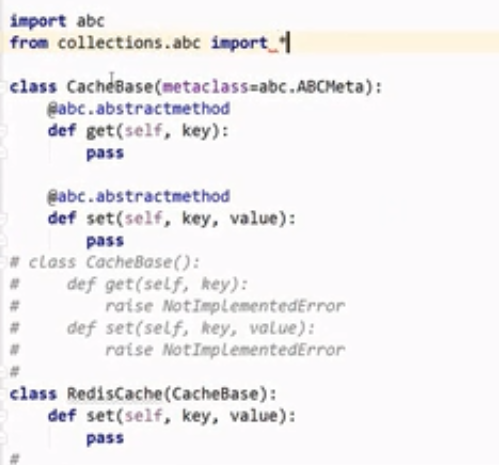 import abc
from collections.abc import *
class CacheBase(metaclass=abc.ABCMeta):
    @abc.abstractmethod
    def get(self, key):
        pass
    @abc.abstractmethod
    def set(self, key, value):
        pass
# class CacheBase():
#     def get(self, key):
#         raise NotImplementedError
#     def set(self, key, value):
#         raise NotImplementedError
#
class RedisCache(CacheBase):
    def set(self, key, value):
        pass
#